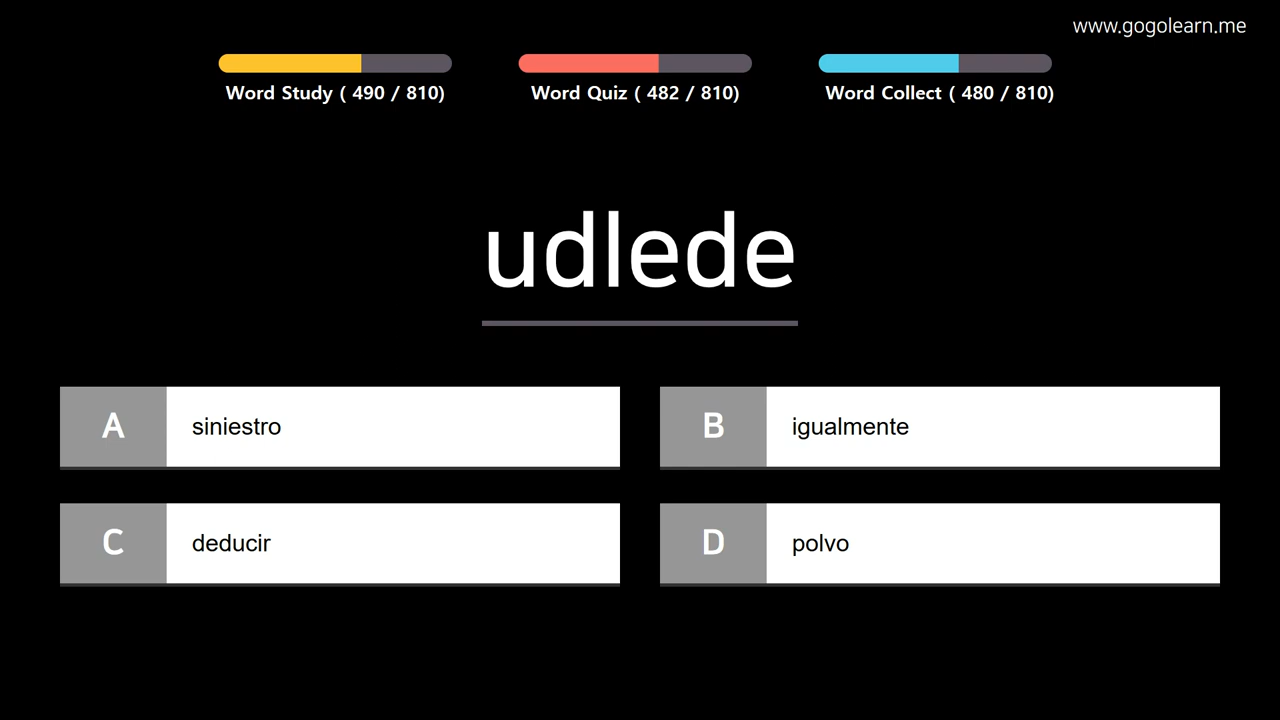 www.gogolearn.me
Word Study ( 490 / 810)
Word Quiz ( 482 / 810)
Word Collect ( 480 / 810)
udlede
A siniestro
B igualmente
C deducir
D polvo